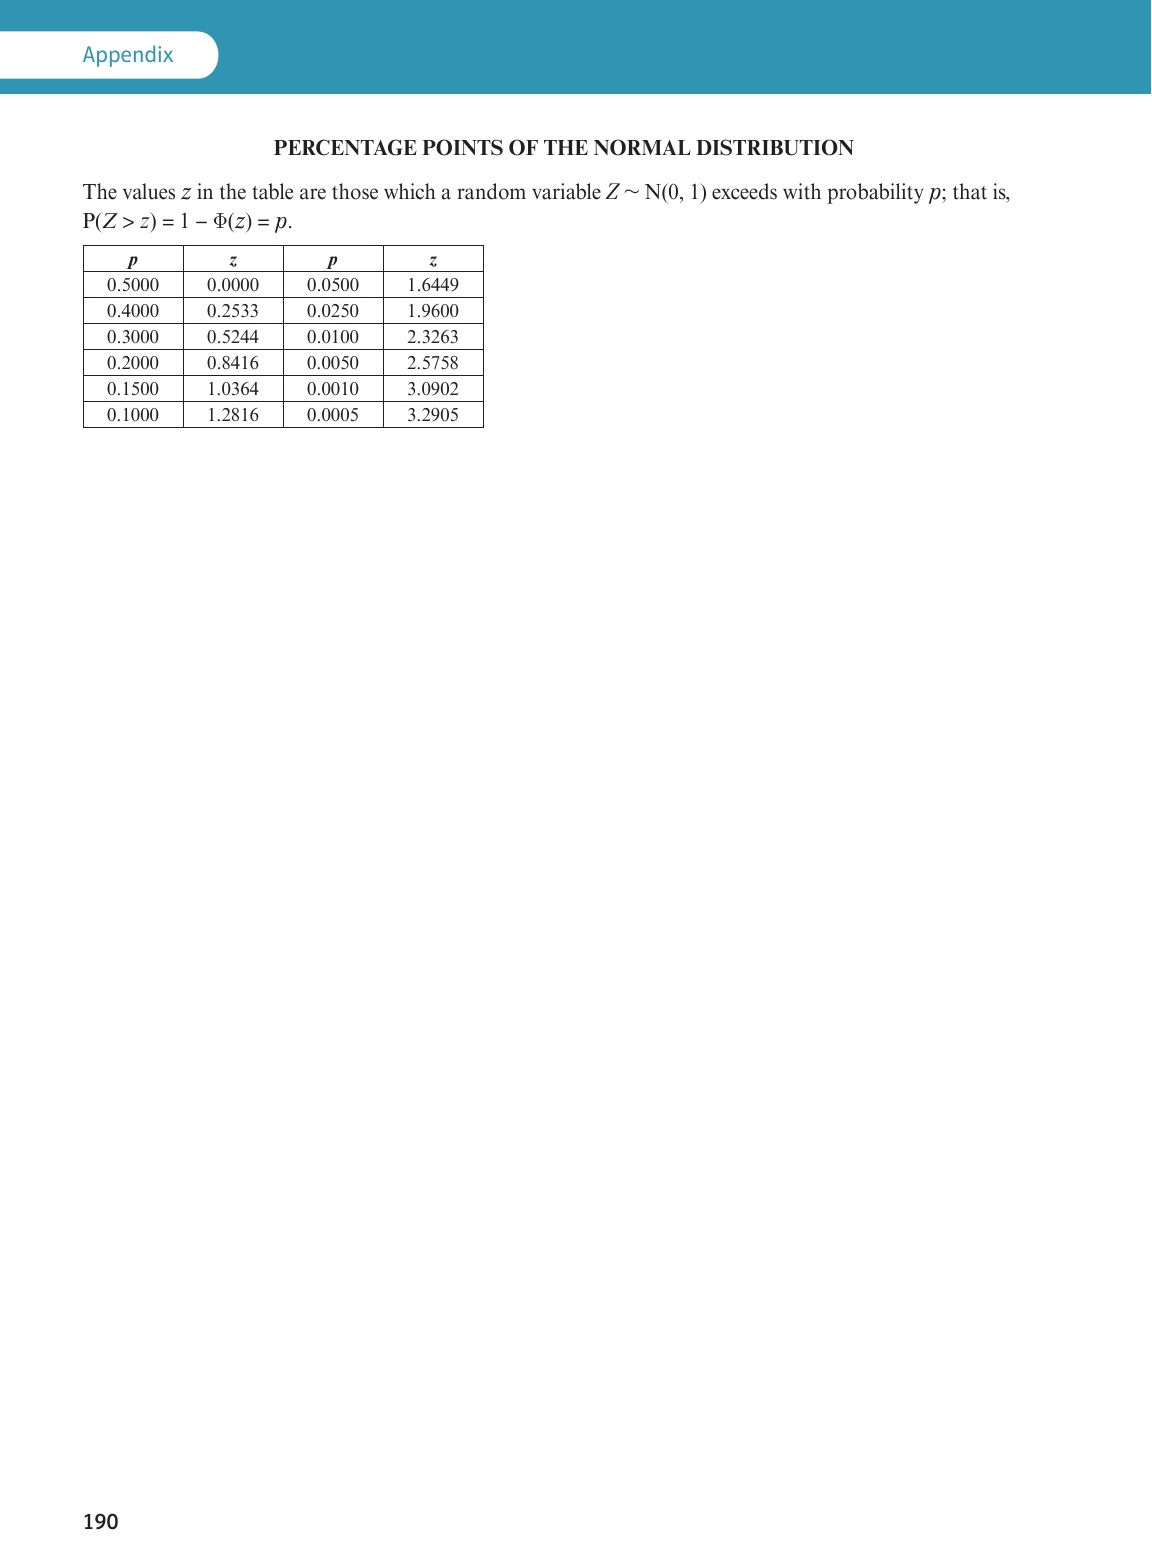 Appendix
PERCENTAGE POINTS OF THE NORMAL DISTRIBUTION
The values z in the table are those which a random variable Z ~ N(0, 1) exceeds with probability p; that is,
P(Z > z) = 1 − Φ(z) = p.
p z p z
0.5000 0.0000 0.0500 1.6449
0.4000 0.2533 0.0250 1.9600
0.3000 0.5244 0.0100 2.3263
0.2000 0.8416 0.0050 2.5758
0.1500 1.0364 0.0010 3.0902
0.1000 1.2816 0.0005 3.2905
190